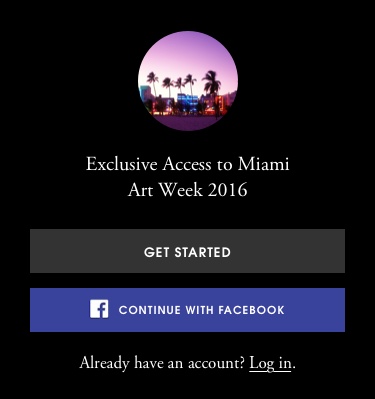 Exclusive Access to Miami
Art Week 2016
GET STARTED
CONTINUE WITH FACEBOOK
Already have an account? Log in.